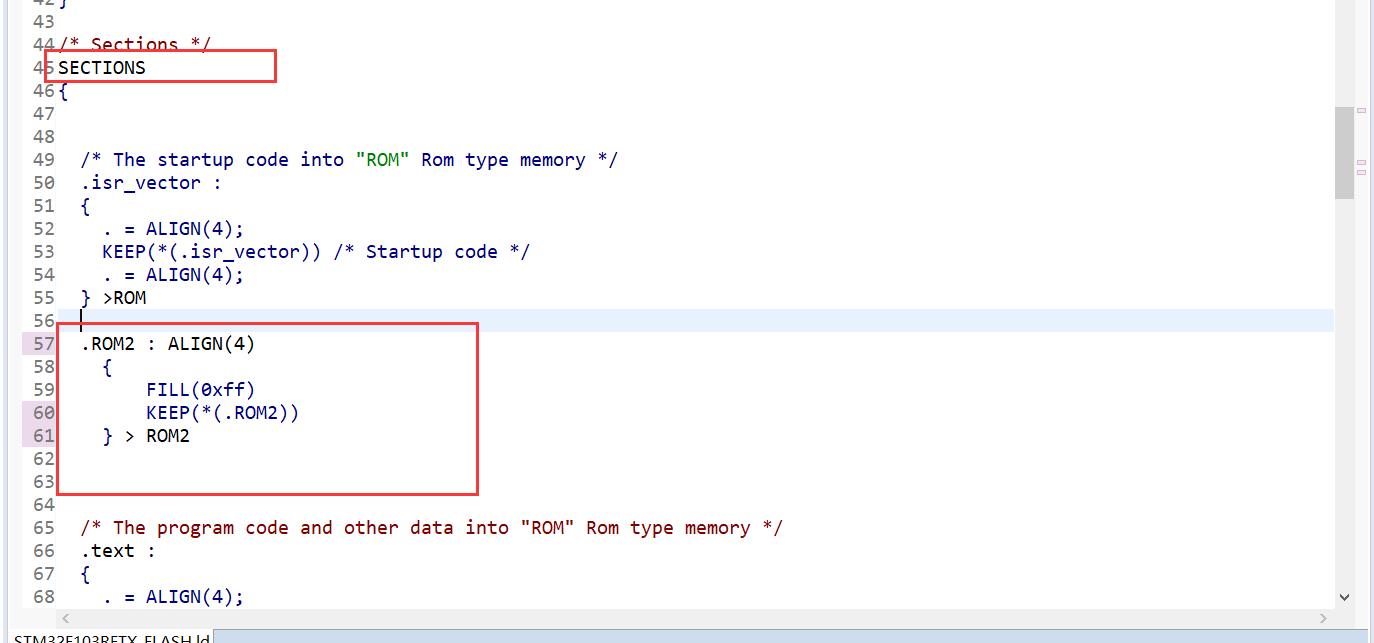 42 }
43
44 /* Sections */
45 SECTIONS
46 {
47
48
49 /* The startup code into "ROM" Rom type memory */
50 .isr_vector :
51 {
52 . = ALIGN(4);
53 KEEP(*(.isr_vector)) /* Startup code */
54 . = ALIGN(4);
55 } >ROM
56
57 .ROM2 : ALIGN(4)
58 {
59 FILL(0xff)
60 KEEP(*(.ROM2))
61 } > ROM2
62
63
64
65 /* The program code and other data into "ROM" Rom type memory */
66 .text :
67 {
68 . = ALIGN(4);
STM32F103RETX_FLASH.ld